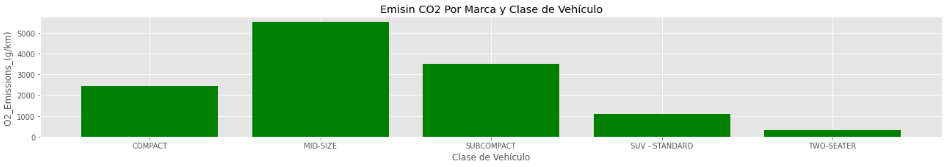 Emisin CO2 Por Marca y Clase de Vehículo
O2_Emissions_(g/km)
5000
4000
3000
2000
1000
0
COMPACT MID-SIZE SUBCOMPACT SUV - STANDARD TWO-SEATER
Clase de Vehículo